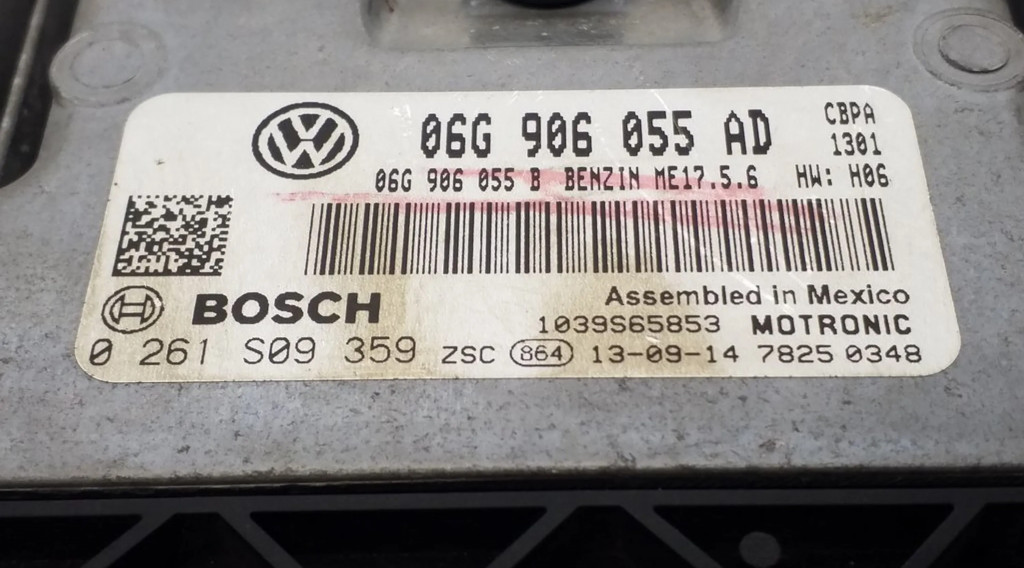 06G 906 055 AD
CBPA
1301
06G 906 055 B BENZIN ME17.5.6 HW: H06
BOSCH
Assembled in Mexico
1039S65853 MOTRONIC
0 261 S09 359 ZSC 864 13-09-14 7825 0348